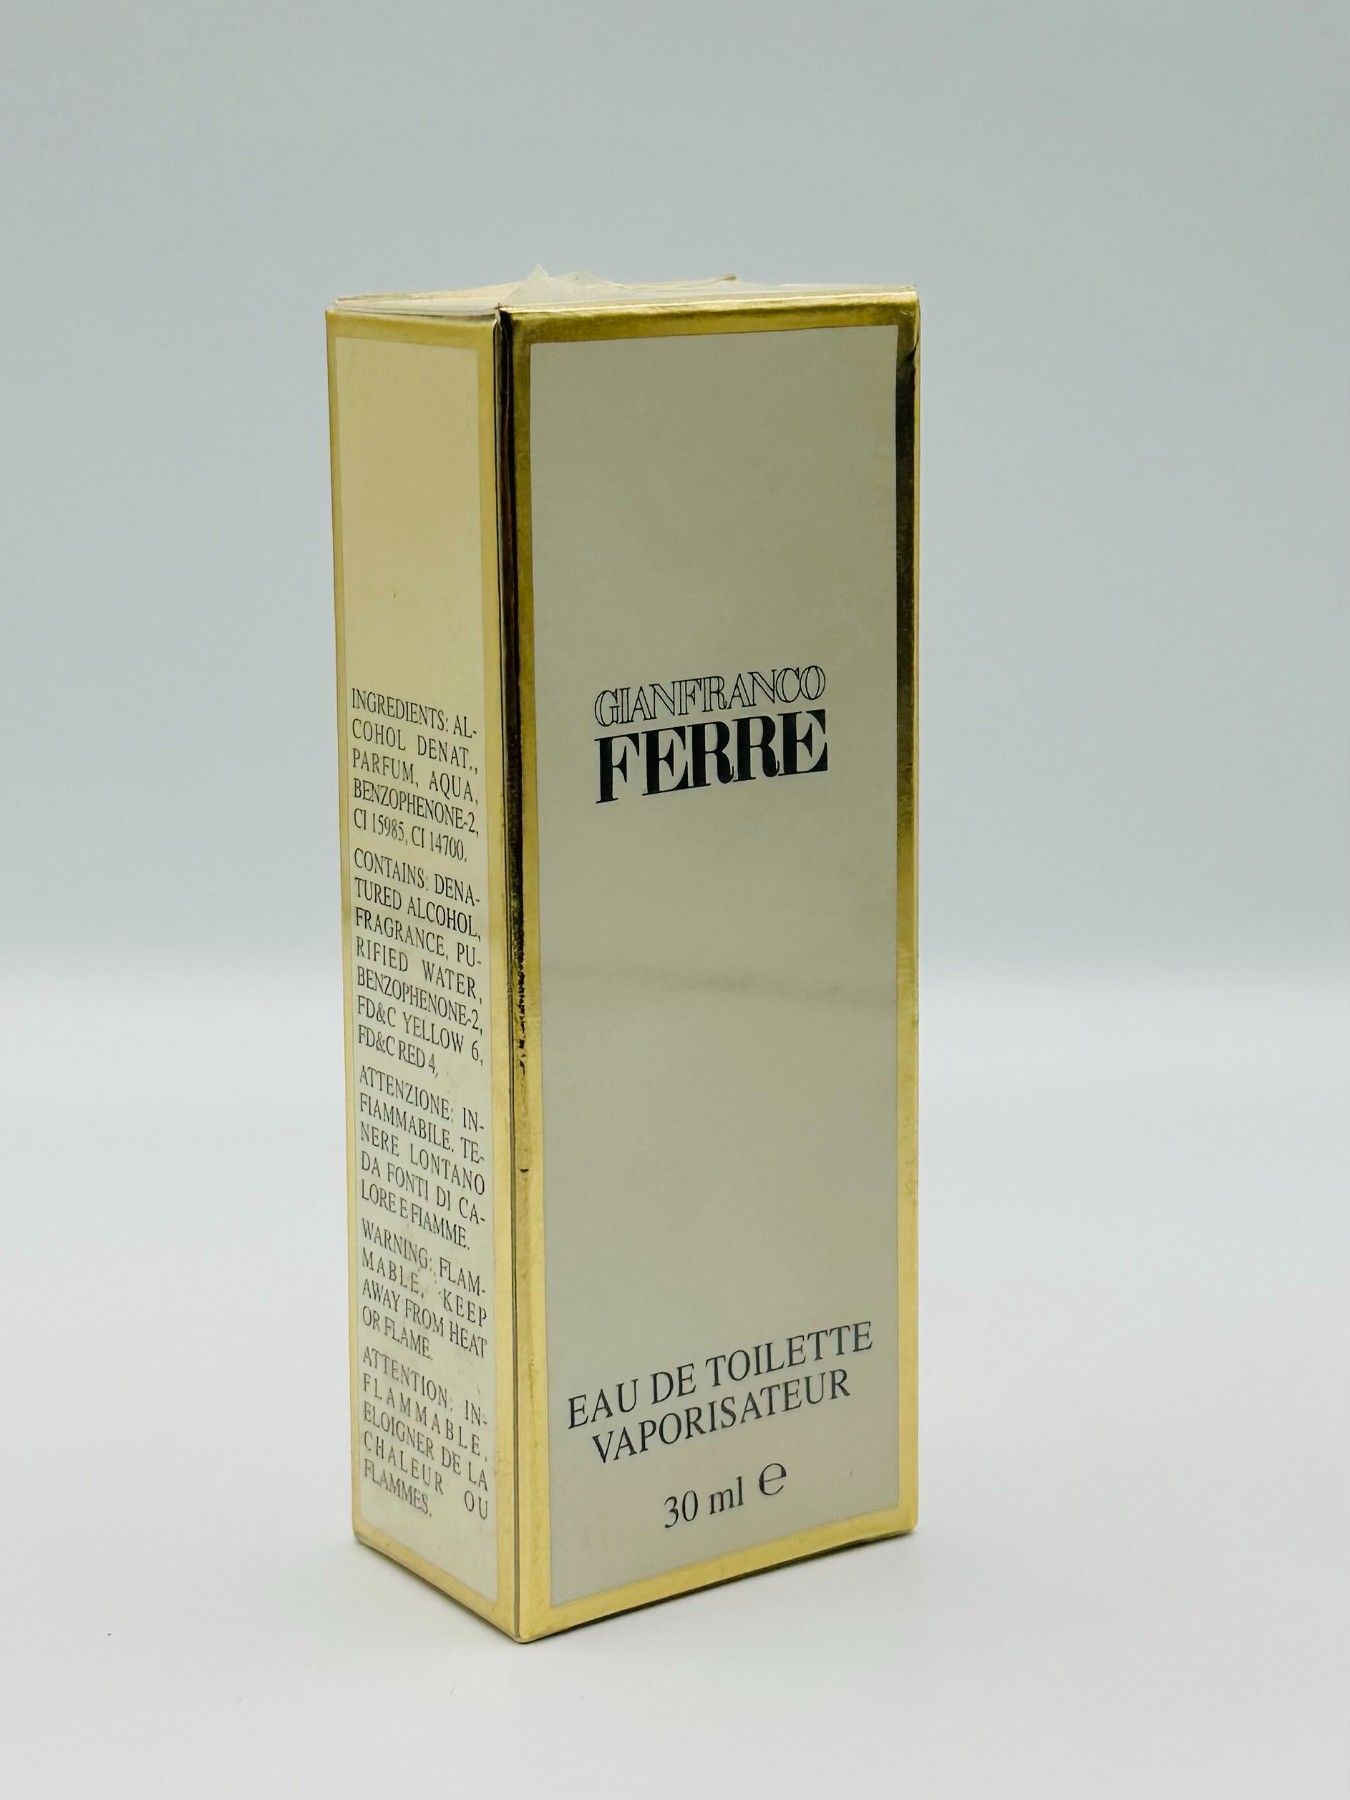 INGREDIENTS: AL-
COHOL DENAT.,
PARFUM, AQUA,
BENZOPHENONE-2,
CI 15985, CI 14700.
CONTAINS: DENA-
TURED ALCOHOL,
FRAGRANCE, PU-
RIFIED WATER,
BENZOPHENONE-2,
FD&C YELLOW 6,
FD&C RED 4,
ATTENZIONE: IN-
FIAMMABILE. TE-
NERE LONTANO
DA FONTI DI CA-
LORE E FIAMME.
WARNING: FLAM-
MABLE. KEEP
AWAY FROM HEAT
OR FLAME.
ATTENTION: IN-
FLAMMABLE.
ELOIGNER DE LA
CHALEUR OU
FLAMMES.
GIANFRANCO
FERRE
EAU DE TOILETTE
VAPORISATEUR
30 ml ℮